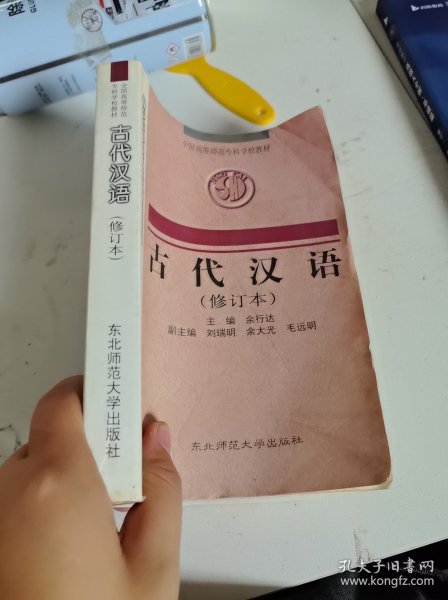 全国高等师范
专科学校教材
古代汉语
(修订本)
东北师范大学出版社
全国高等师范专科学校教材
古代汉语
(修订本)
主编 余行达
副主编 刘瑞明 余大光 毛远明
东北师范大学出版社
孔夫子旧书网
www.kongfz.com